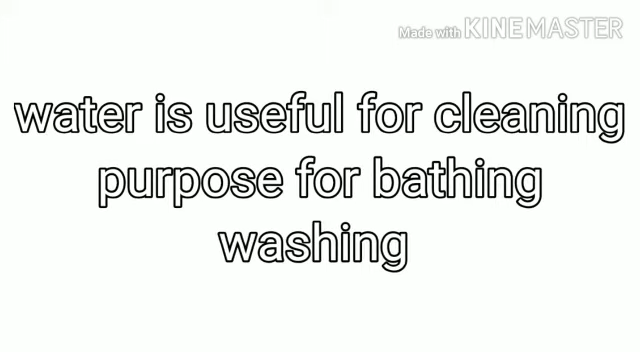 Made with KINEMASTER
water is useful for cleaning
purpose for bathing
washing